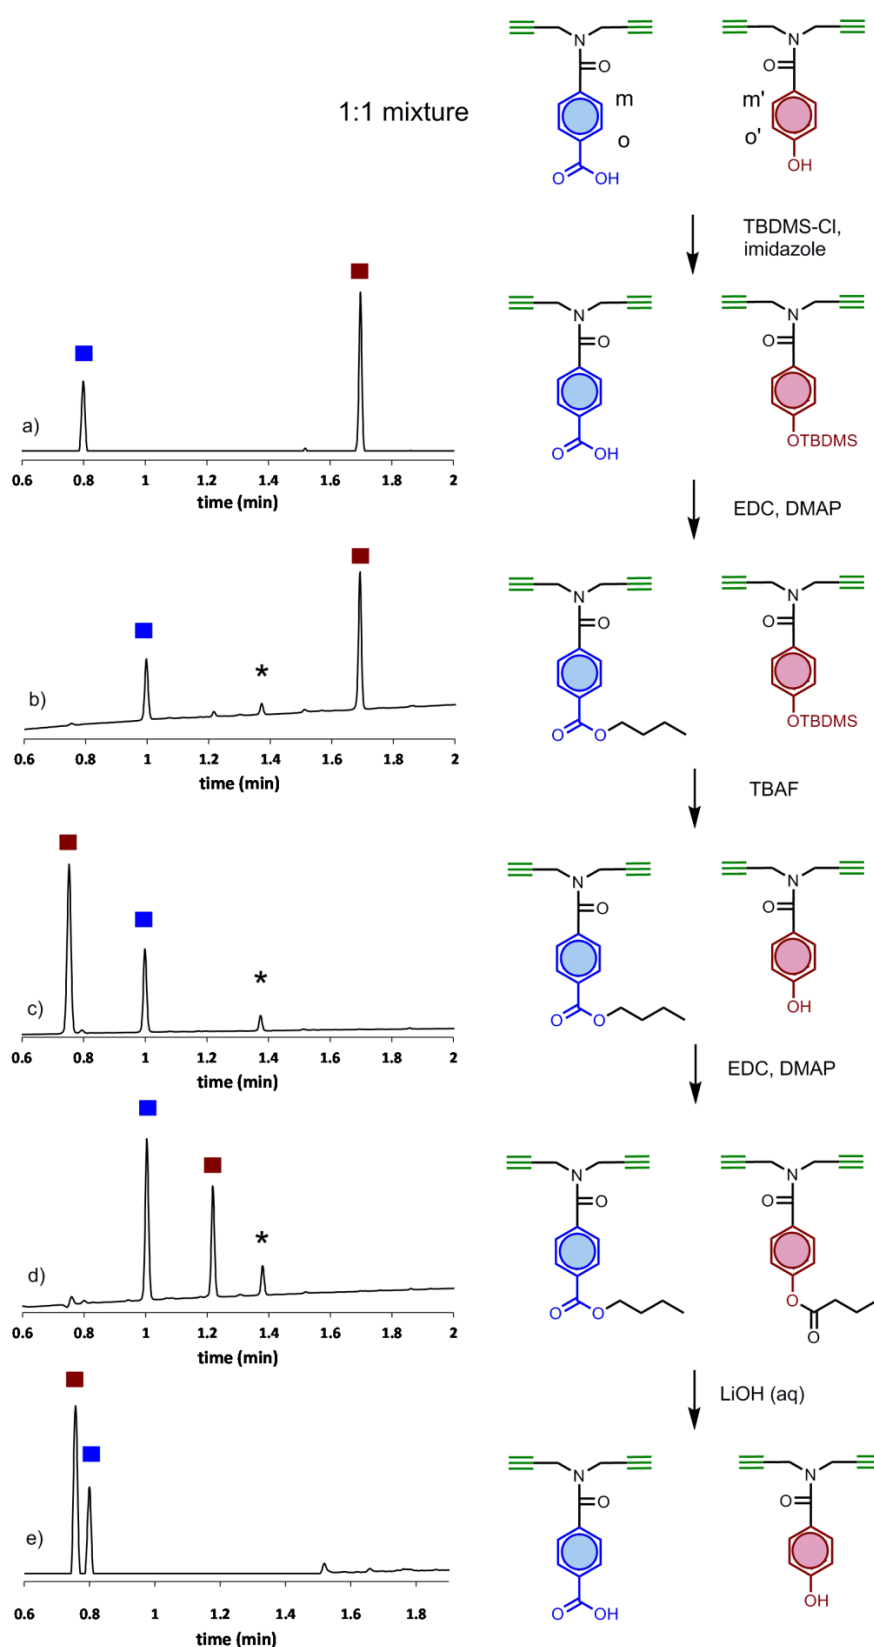 N
N
O
O
m
m'
1:1 mixture
o
o'
O
OH
OH
TBDMS-Cl,
imidazole
N
N
O
O
a)
O
OH
OTBDMS
0.6 0.8 1 1.2 1.4 1.6 1.8 2
time (min)
EDC, DMAP
N
N
O
O
*
b)
O
O
OTBDMS
0.6 0.8 1 1.2 1.4 1.6 1.8 2
time (min)
TBAF
N
N
O
O
*
c)
O
O
OH
0.6 0.8 1 1.2 1.4 1.6 1.8 2
time (min)
EDC, DMAP
N
N
O
O
*
d)
O
O
O
O
0.6 0.8 1 1.2 1.4 1.6 1.8 2
time (min)
LiOH (aq)
N
N
O
O
e)
O
OH
OH
0.6 0.8 1 1.2 1.4 1.6 1.8
time (min)